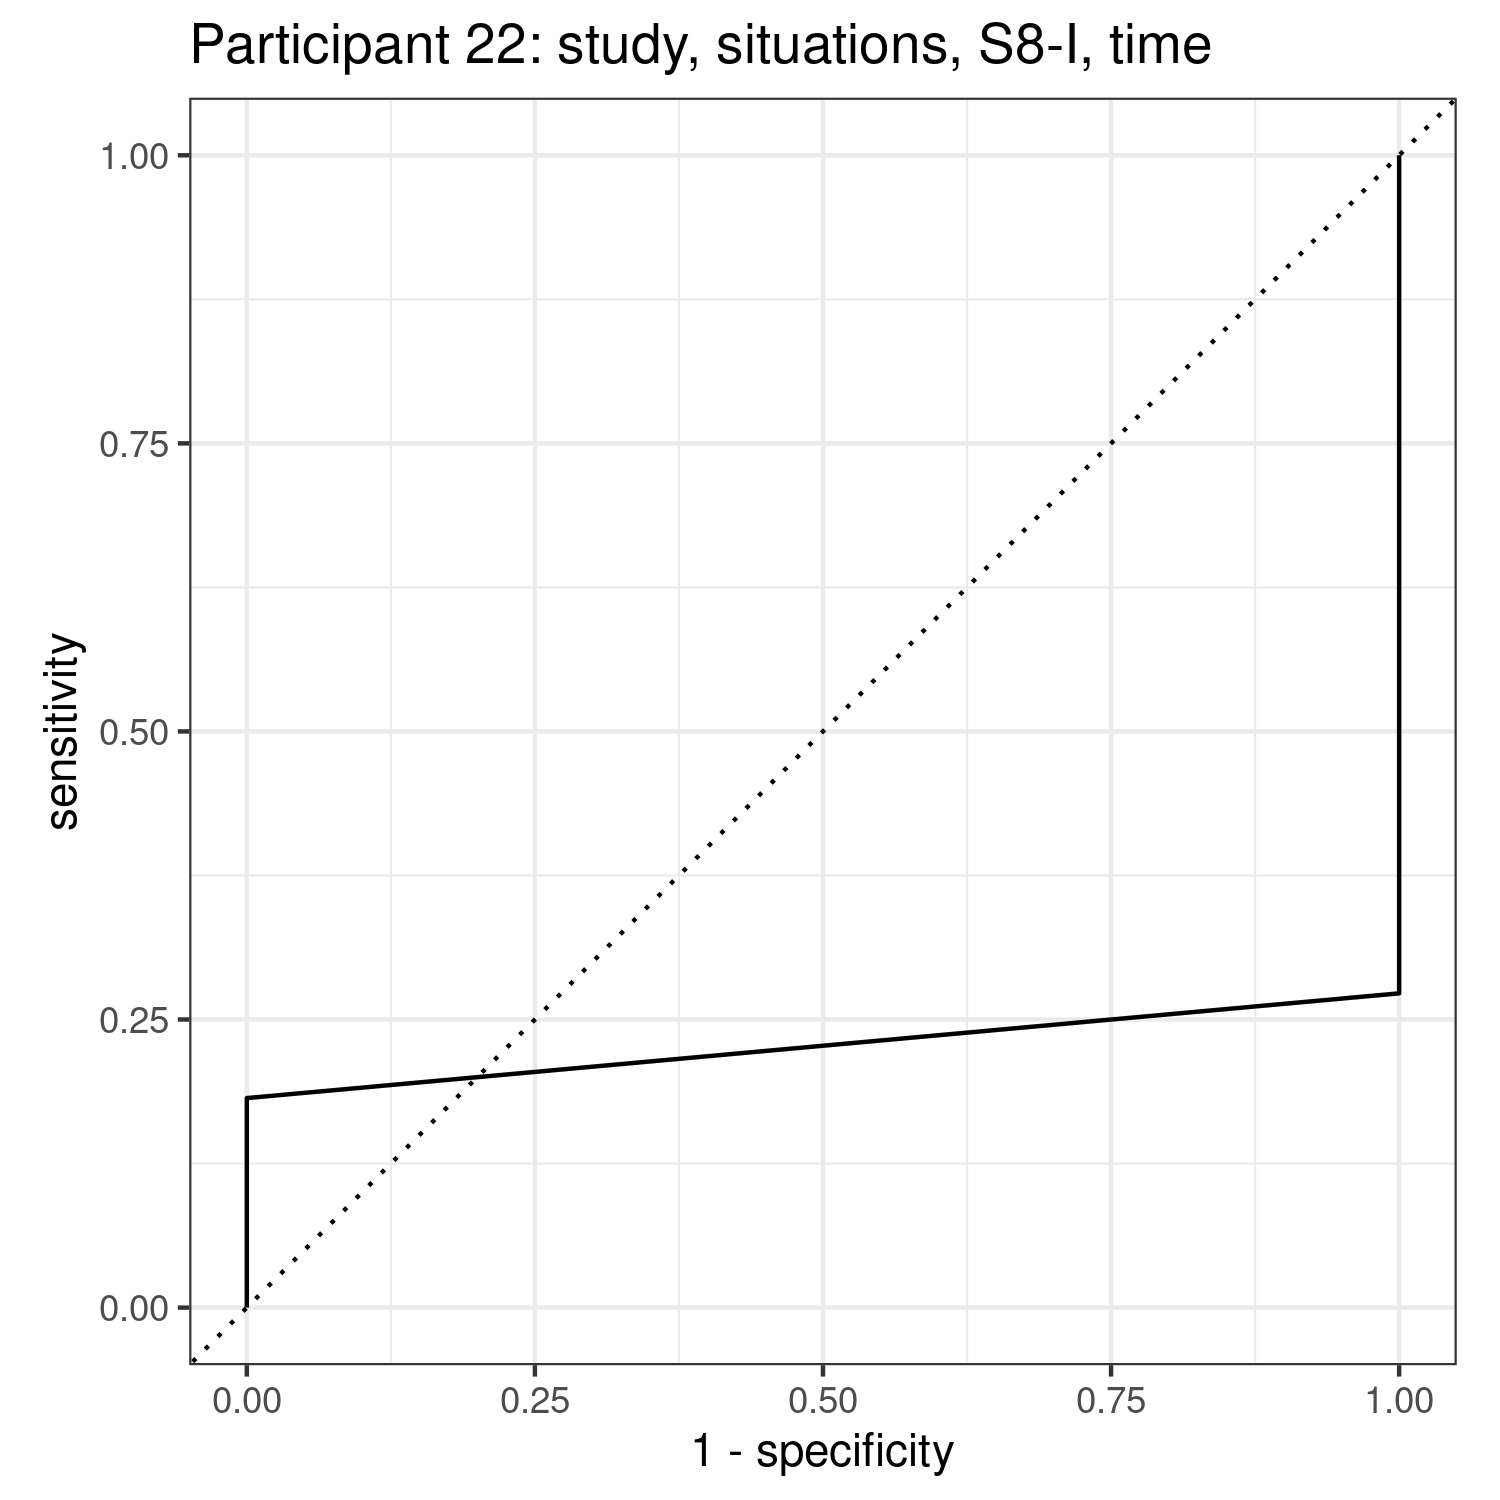 Participant 22: study, situations, S8-I, time
1.00
0.75
0.50
0.25
0.00
sensitivity
0.00 0.25 0.50 0.75 1.00
1 - specificity